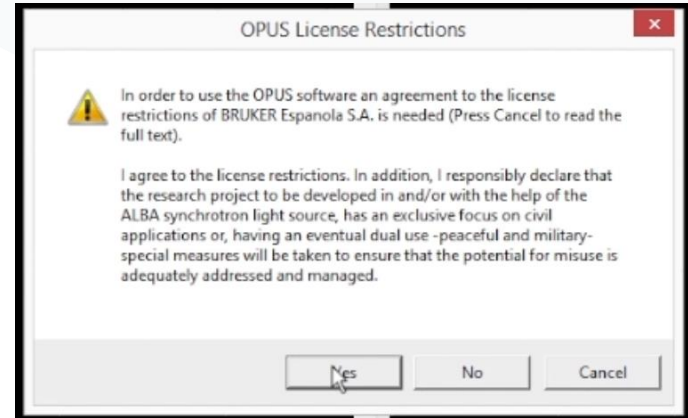 OPUS License Restrictions
x
In order to use the OPUS software an agreement to the license
restrictions of BRUKER Espanola S.A. is needed (Press Cancel to read the
full text).
I agree to the license restrictions. In addition, I responsibly declare that
the research project to be developed in and/or with the help of the
ALBA synchrotron light source, has an exclusive focus on civil
applications or, having an eventual dual use -peaceful and military-
special measures will be taken to ensure that the potential for misuse is
adequately addressed and managed.
Yes No Cancel